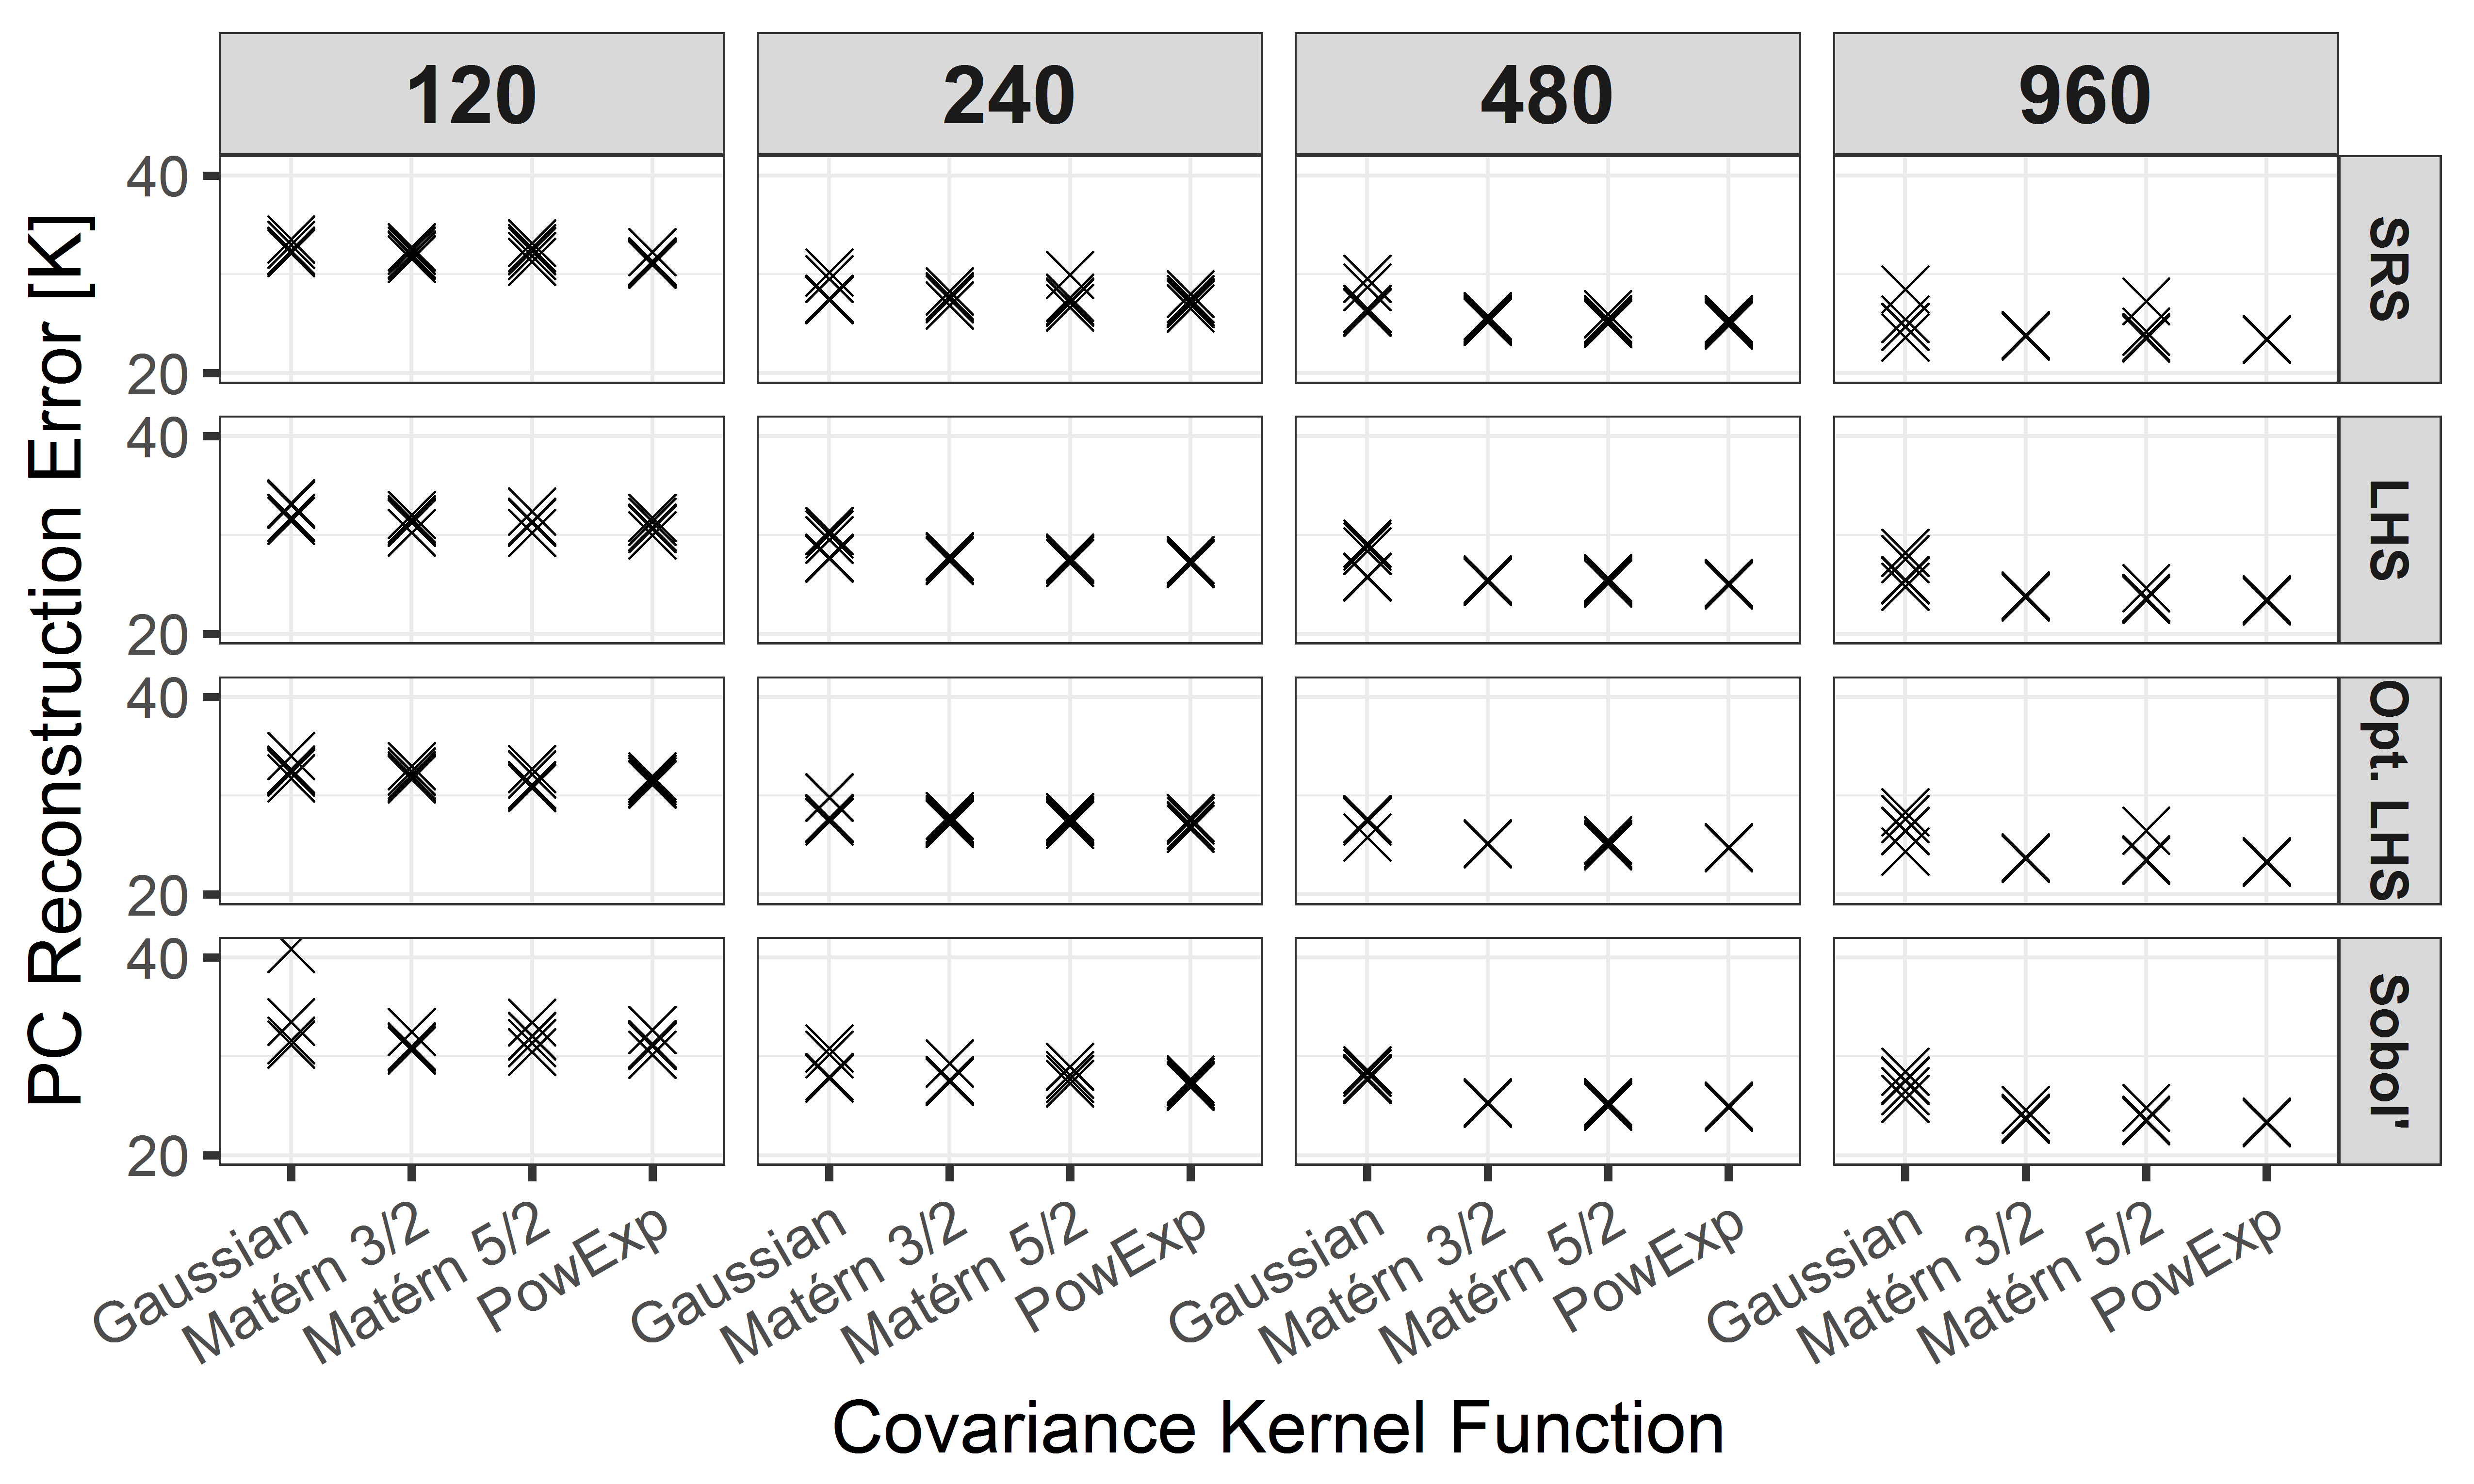 120 240 480 960
PC Reconstruction Error [K]
40
20
SRS
40
20
LHS
40
20
Opt. LHS
40
20
Sobol'
Gaussian Matérn 3/2 Matérn 5/2 PowExp Gaussian Matérn 3/2 Matérn 5/2 PowExp Gaussian Matérn 3/2 Matérn 5/2 PowExp Gaussian Matérn 3/2 Matérn 5/2 PowExp
Covariance Kernel Function